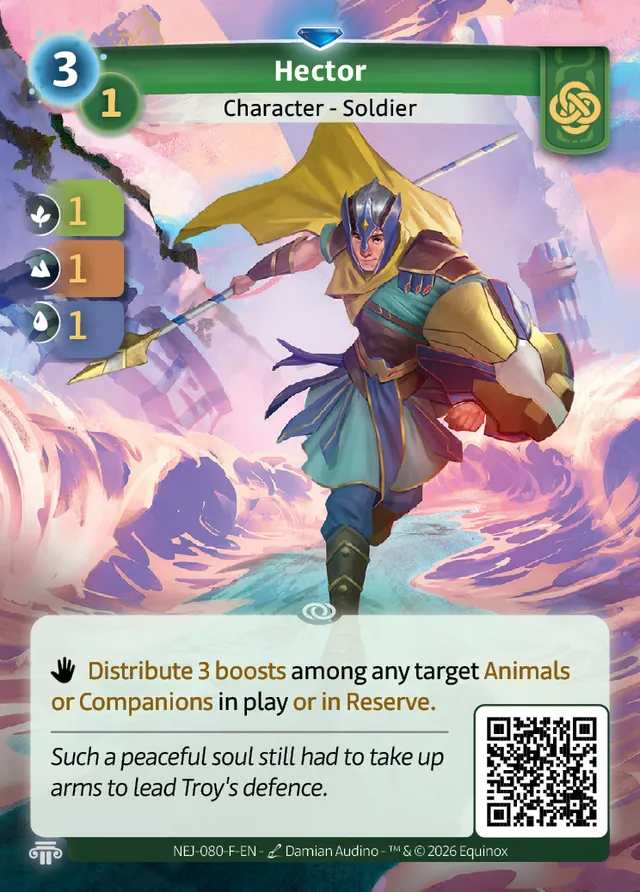 3
Hector
1
Character - Soldier
1
1
1
Distribute 3 boosts among any target Animals
or Companions in play or in Reserve.
Such a peaceful soul still had to take up
arms to lead Troy's defence.
NEJ-080-F-EN - Damian Audino - ™ & © 2026 Equinox